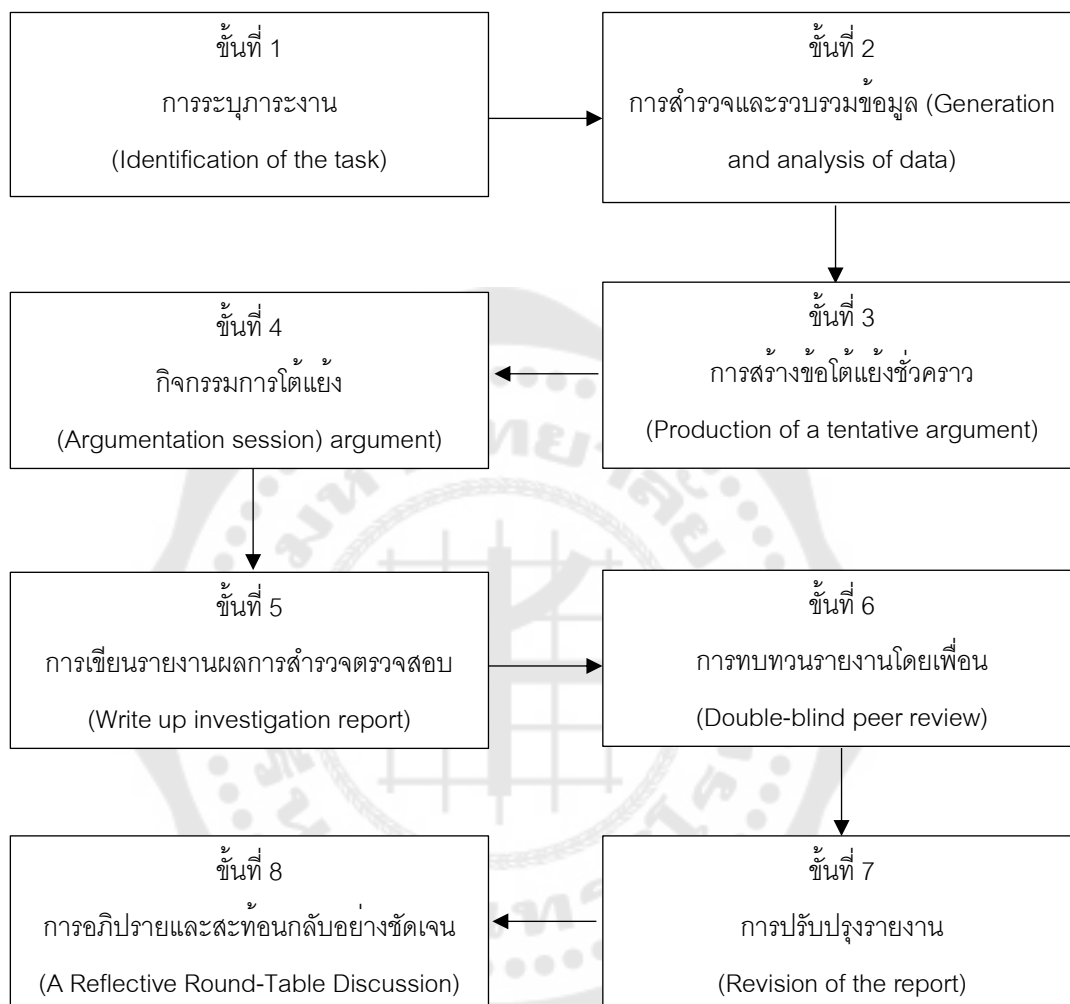 ขั้นที่ 1
การระบุภาระงาน
(Identification of the task)
ขั้นที่ 2
การสำรวจและรวบรวมข้อมูล (Generation
and analysis of data)
ขั้นที่ 3
การสร้างข้อโต้แย้งชั่วคราว
(Production of a tentative argument)
ขั้นที่ 4
กิจกรรมการโต้แย้ง
(Argumentation session) argument)
ขั้นที่ 5
การเขียนรายงานผลการสำรวจตรวจสอบ
(Write up investigation report)
ขั้นที่ 6
การทบทวนรายงานโดยเพื่อน
(Double-blind peer review)
ขั้นที่ 7
การปรับปรุงรายงาน
(Revision of the report)
ขั้นที่ 8
การอภิปรายและสะท้อนกลับอย่างชัดเจน
(A Reflective Round-Table Discussion)